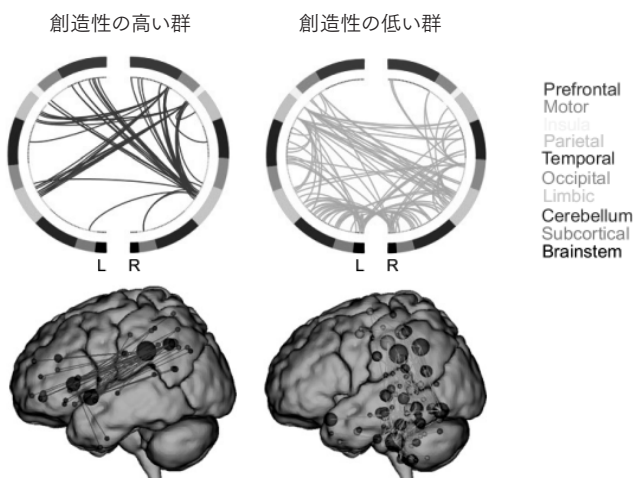 創造性の高い群
創造性の低い群
Prefrontal
Motor
Insula
Parietal
Temporal
Occipital
Limbic
Cerebellum
Subcortical
Brainstem
L R
L R